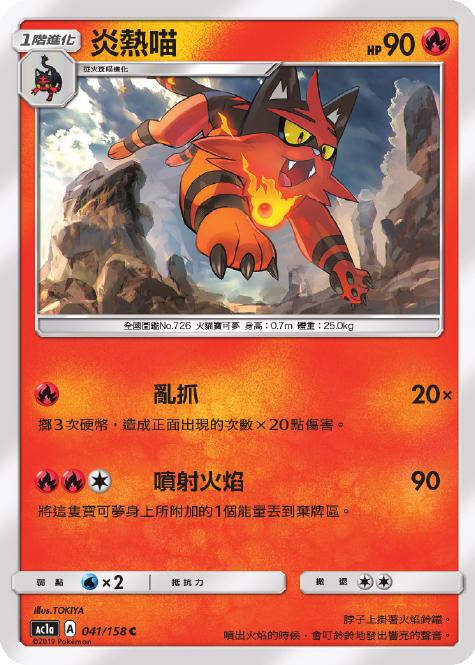 1階進化
炎熱喵
HP90
從火斑喵進化
全國圖鑑No.726 火貓寶可夢 身高：0.7m 體重：25.0kg
亂抓 20×
擲3次硬幣，造成正面出現的次數×20點傷害。
噴射火焰 90
將這隻寶可夢身上所附加的1個能量丟到棄牌區。
弱點 ×2 抵抗力 撤退
illus.TOKIYA
AC1a A 041/158 C
©2019 Pokémon
脖子上掛著火焰鈴鐺。
噴出火焰的時候，會叮鈴鈴地發出響亮的聲音。